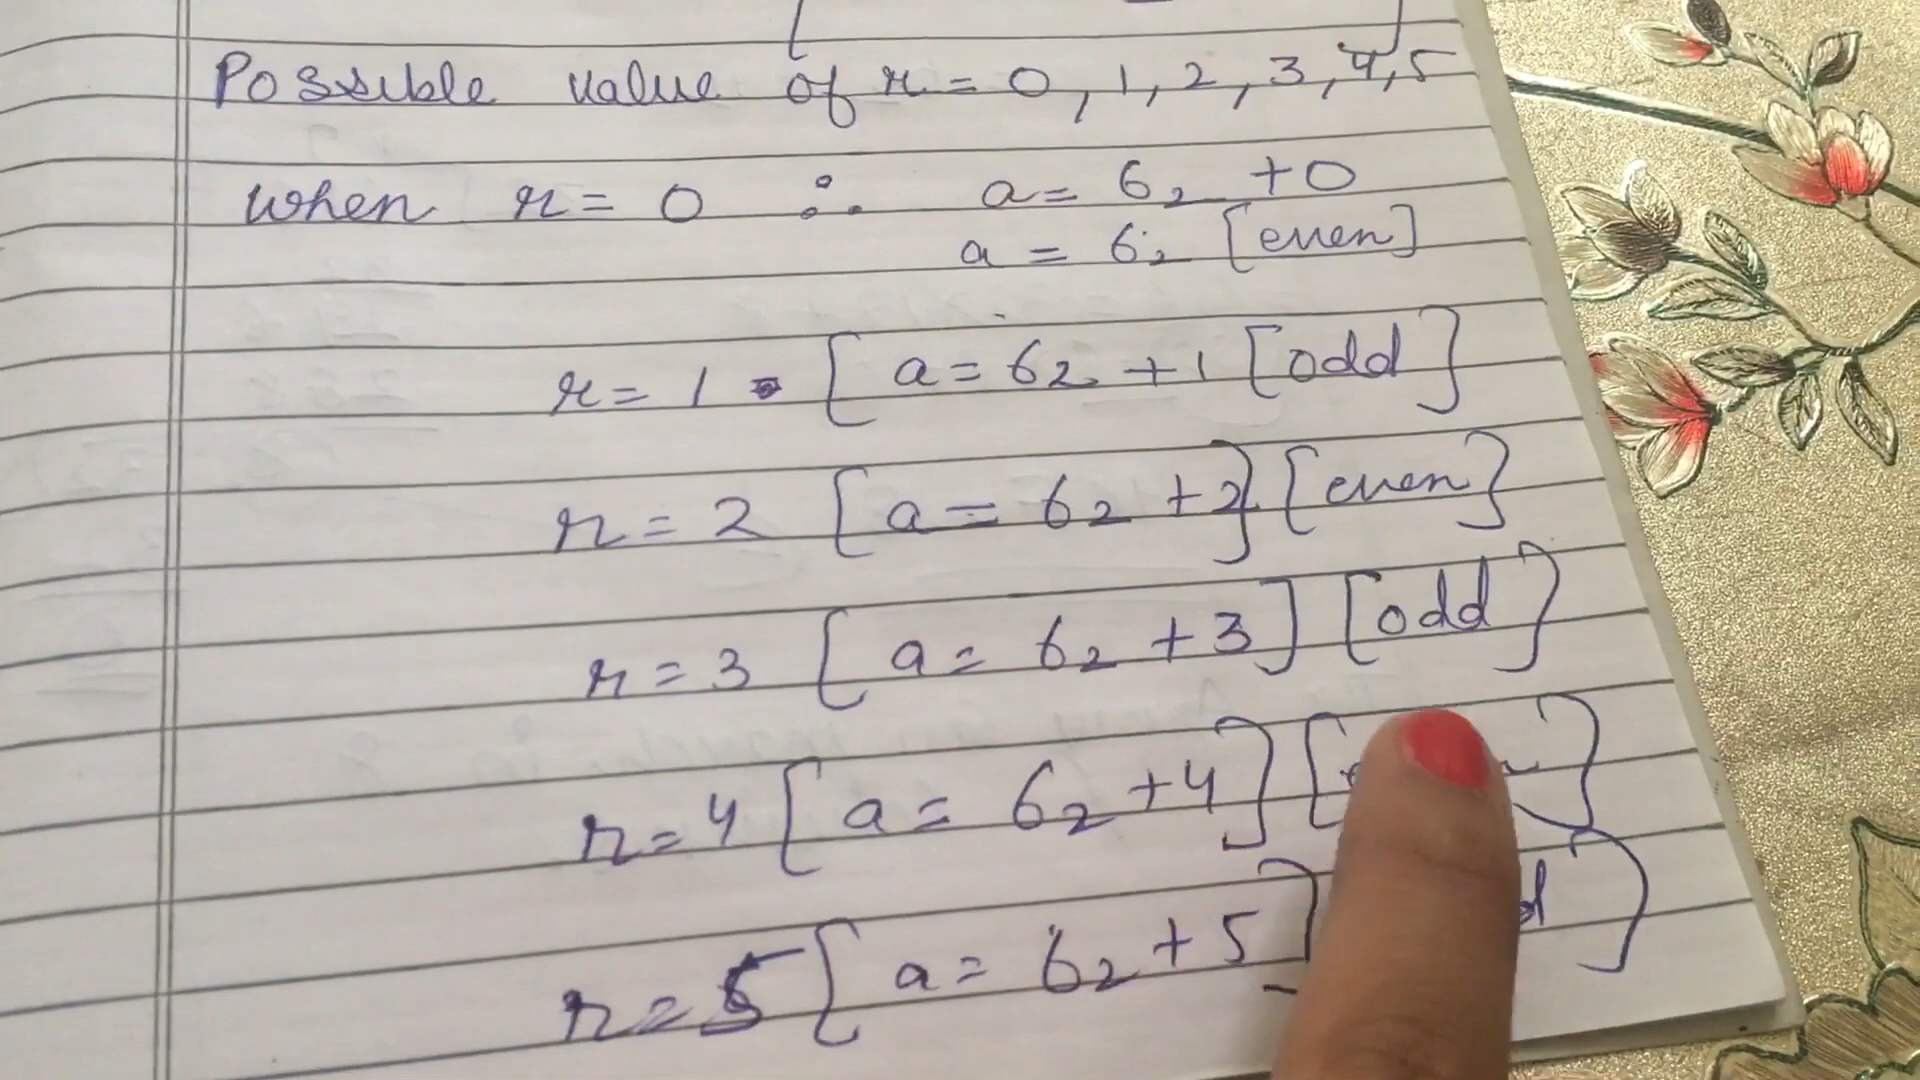 Possible value of r = 0, 1, 2, 3, 4, 5
when r = 0 ∴ a = 6q + 0
a = 6q [even]
r = 1 [a = 6q + 1 [odd]
r = 2 [a = 6q + 2] [even]
r = 3 [a = 6q + 3] [odd]
r = 4 [a = 6q + 4]
r = 5 [a = 6q + 5]